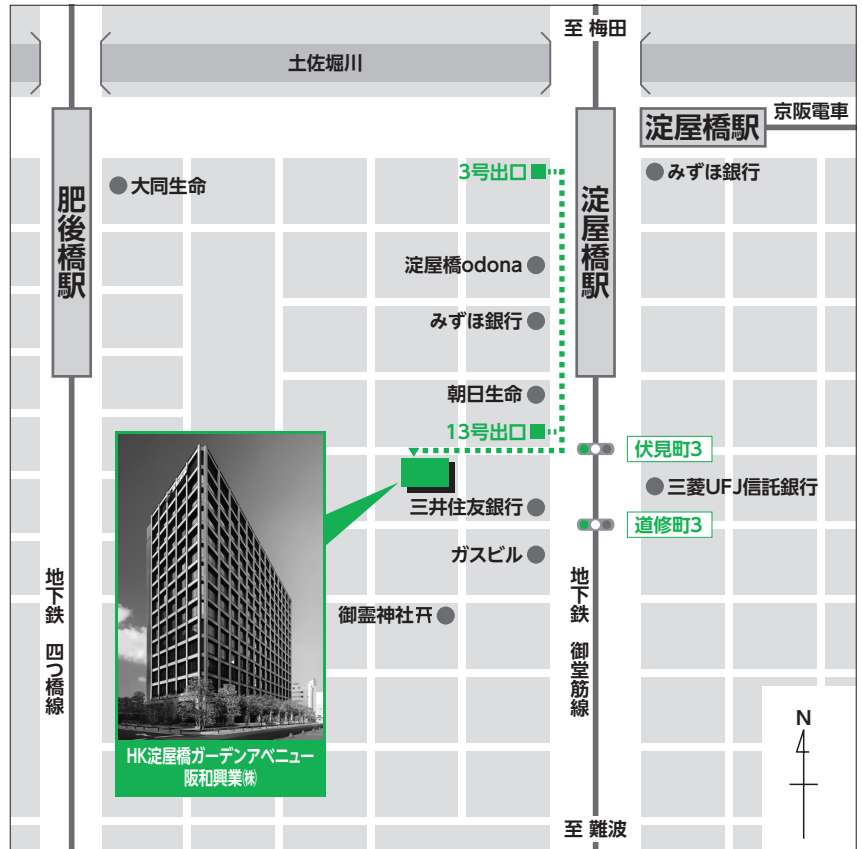 至 梅田
土佐堀川
京阪電車
淀屋橋駅
3号出口
みずほ銀行
大同生命
肥後橋駅
淀屋橋駅
淀屋橋odona
みずほ銀行
朝日生命
13号出口
伏見町3
三菱UFJ信託銀行
三井住友銀行
道修町3
ガスビル
御霊神社
地下鉄 四つ橋線
地下鉄 御堂筋線
HK淀屋橋ガーデンアベニュー
阪和興業㈱
N
至 難波